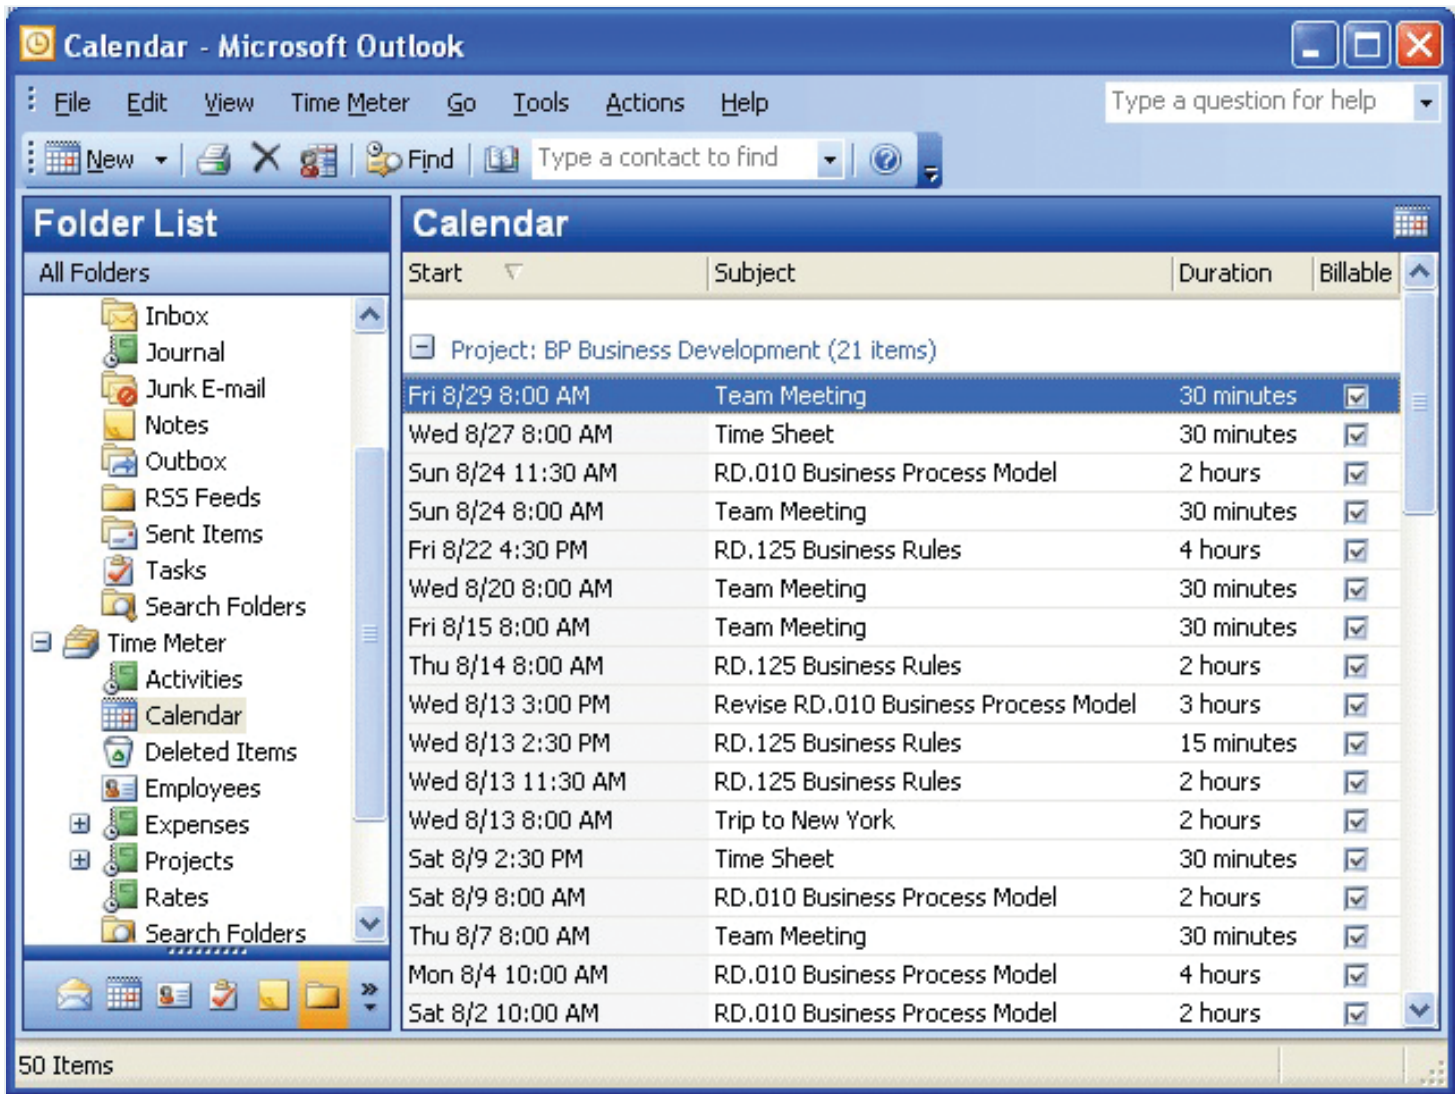 Calendar - Microsoft Outlook
File Edit View Time Meter Go Tools Actions Help Type a question for help
New Find Type a contact to find
Folder List
All Folders
Inbox
Journal
Junk E-mail
Notes
Outbox
RSS Feeds
Sent Items
Tasks
Search Folders
Time Meter
Activities
Calendar
Deleted Items
Employees
Expenses
Projects
Rates
Search Folders
Calendar
Start Subject Duration Billable
Project: BP Business Development (21 items)
Fri 8/29 8:00 AM Team Meeting 30 minutes
Wed 8/27 8:00 AM Time Sheet 30 minutes
Sun 8/24 11:30 AM RD.010 Business Process Model 2 hours
Sun 8/24 8:00 AM Team Meeting 30 minutes
Fri 8/22 4:30 PM RD.125 Business Rules 4 hours
Wed 8/20 8:00 AM Team Meeting 30 minutes
Fri 8/15 8:00 AM Team Meeting 30 minutes
Thu 8/14 8:00 AM RD.125 Business Rules 2 hours
Wed 8/13 3:00 PM Revise RD.010 Business Process Model 3 hours
Wed 8/13 2:30 PM RD.125 Business Rules 15 minutes
Wed 8/13 11:30 AM RD.125 Business Rules 2 hours
Wed 8/13 8:00 AM Trip to New York 2 hours
Sat 8/9 2:30 PM Time Sheet 30 minutes
Sat 8/9 8:00 AM RD.010 Business Process Model 2 hours
Thu 8/7 8:00 AM Team Meeting 30 minutes
Mon 8/4 10:00 AM RD.010 Business Process Model 4 hours
Sat 8/2 10:00 AM RD.010 Business Process Model 2 hours
50 Items